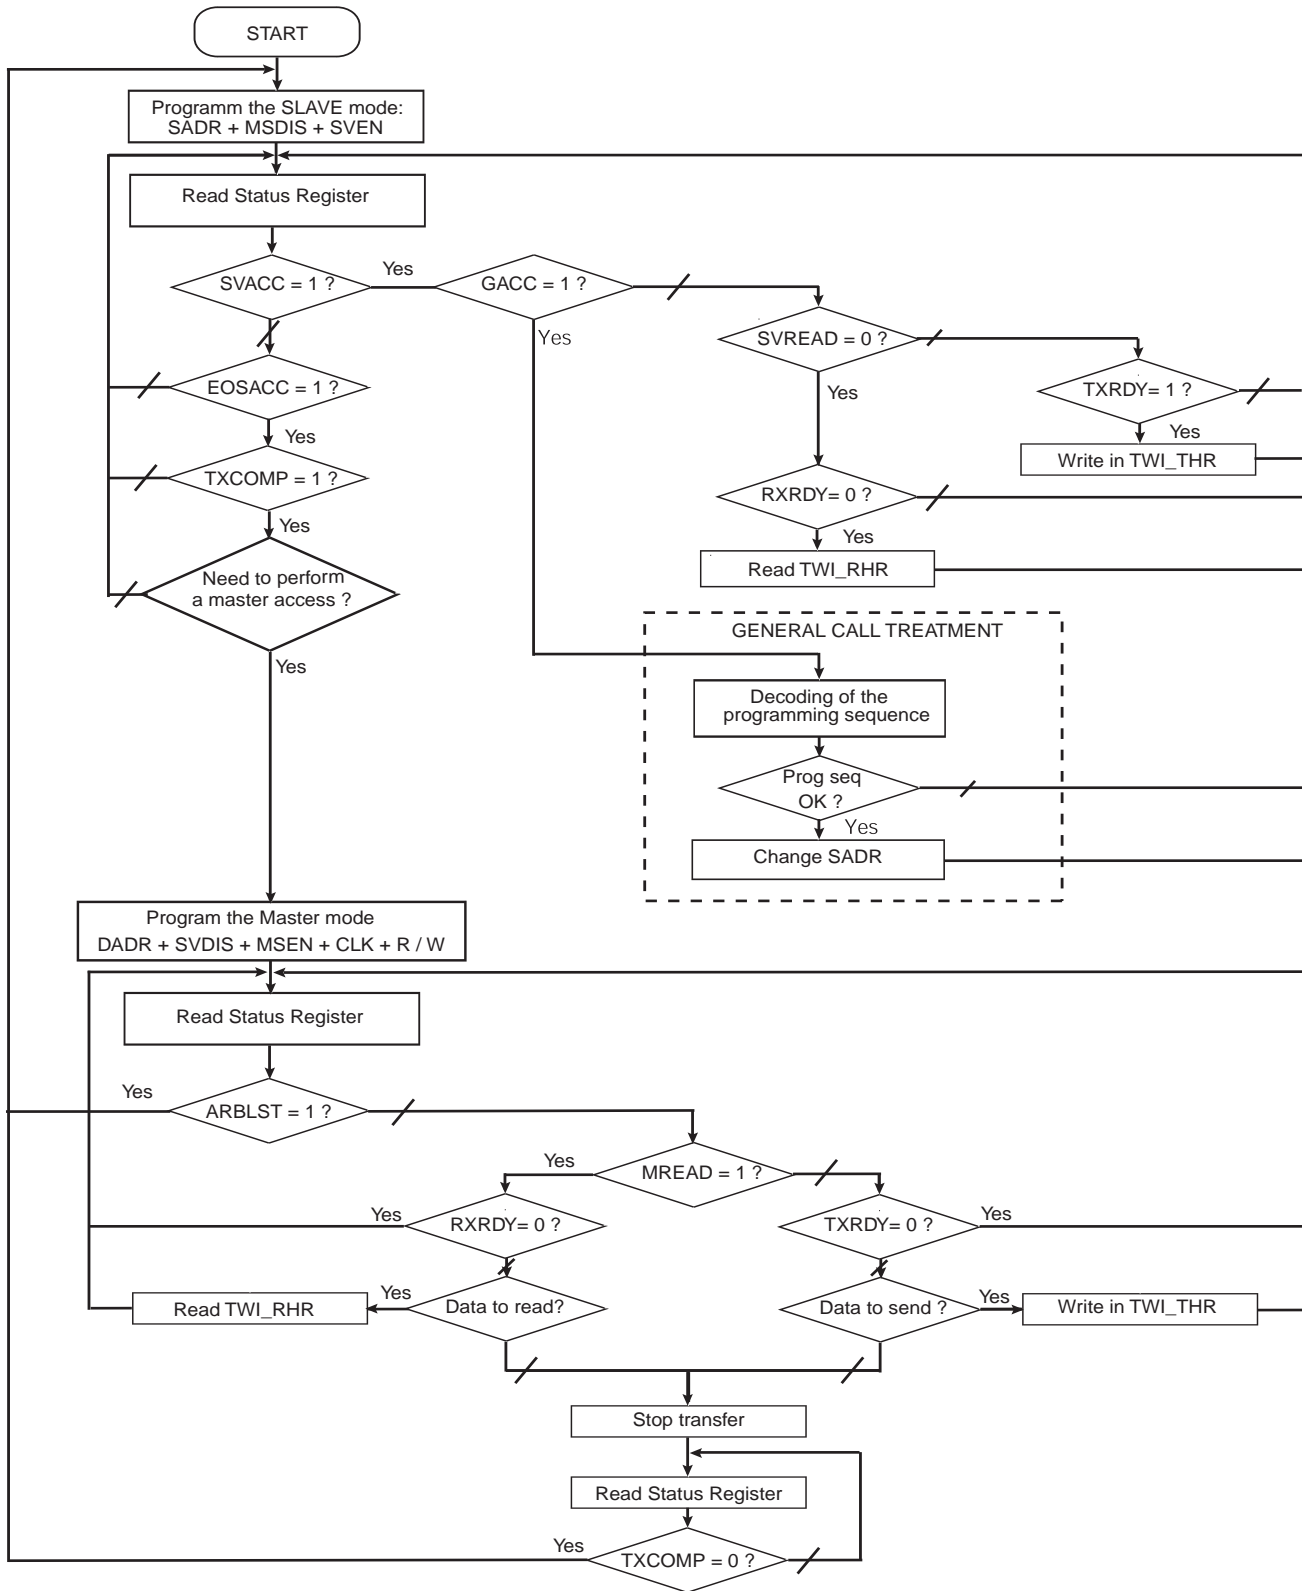 START
Programm the SLAVE mode:
SADR + MSDIS + SVEN
Read Status Register
SVACC = 1 ?
Yes
GACC = 1 ?
Yes
SVREAD = 0 ?
Yes
TXRDY= 1 ?
Yes
Write in TWI_THR
EOSACC = 1 ?
Yes
TXCOMP = 1 ?
Yes
RXRDY= 0 ?
Yes
Read TWI_RHR
Need to perform
a master access ?
Yes
GENERAL CALL TREATMENT
Decoding of the
programming sequence
Prog seq
OK ?
Yes
Change SADR
Program the Master mode
DADR + SVDIS + MSEN + CLK + R / W
Read Status Register
Yes
ARBLST = 1 ?
Yes
MREAD = 1 ?
Yes
RXRDY= 0 ?
TXRDY= 0 ?
Yes
Read TWI_RHR
Yes
Data to read?
Data to send ?
Yes
Write in TWI_THR
Stop transfer
Read Status Register
Yes
TXCOMP = 0 ?